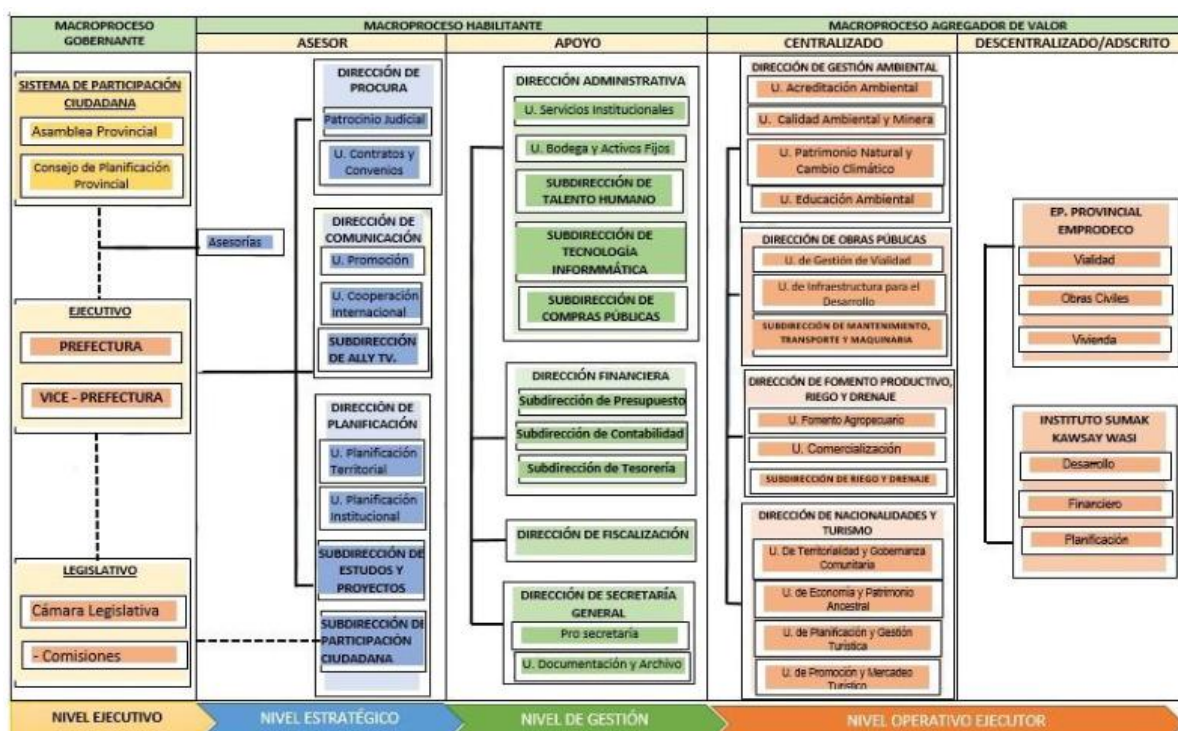 MACROPROCESO
GOBERNANTE
MACROPROCESO HABILITANTE
MACROPROCESO AGREGADOR DE VALOR
ASESOR
APOYO
CENTRALIZADO
DESCENTRALIZADO/ADSCRITO
SISTEMA DE PARTICIPACIÓN
CIUDADANA
Asamblea Provincial
Consejo de Planificación
Provincial
EJECUTIVO
PREFECTURA
VICE - PREFECTURA
LEGISLATIVO
Cámara Legislativa
- Comisiones
Asesorías
DIRECCIÓN DE
PROCURA
Patrocinio Judicial
U. Contratos y
Convenios
DIRECCIÓN DE
COMUNICACIÓN
U. Promoción
U. Cooperación
Internacional
SUBDIRECCIÓN
DE ALLY TV.
DIRECCIÓN DE
PLANIFICACIÓN
U. Planificación
Territorial
U. Planificación
Institucional
SUBDIRECCIÓN DE
ESTUDOS Y
PROYECTOS
SUBDIRECCIÓN DE
PARTICIPACIÓN
CIUDADANA
DIRECCIÓN ADMINISTRATIVA
U. Servicios Institucionales
U. Bodega y Activos Fijos
SUBDIRECCIÓN DE
TALENTO HUMANO
SUBDIRECCIÓN DE
TECNOLOGÍA
INFORMMÁTICA
SUBDIRECCIÓN DE
COMPRAS PÚBLICAS
DIRECCIÓN FINANCIERA
Subdirección de Presupuesto
Subdirección de Contabilidad
Subdirección de Tesorería
DIRECCIÓN DE FISCALIZACIÓN
DIRECCIÓN DE SECRETARÍA
GENERAL
Pro secretaría
U. Documentación y Archivo
DIRECCIÓN DE GESTIÓN AMBIENTAL
U. Acreditación Ambiental
U. Calidad Ambiental y Minera
U. Patrimonio Natural y
Cambio Climático
U. Educación Ambiental
DIRECCIÓN DE OBRAS PÚBLICAS
U. de Gestión de Vialidad
U. de Infraestructura para el
Desarrollo
SUBDIRECCIÓN DE MANTENIMIENTO,
TRANSPORTE Y MAQUINARIA
DIRECCIÓN DE FOMENTO PRODUCTIVO,
RIEGO Y DRENAJE
U. Fomento Agropecuario
U. Comercialización
SUBDIRECCIÓN DE RIEGO Y DRENAJE
DIRECCIÓN DE NACIONALIDADES Y
TURISMO
U. De Territorialidad y Gobernanza
Comunitaria
U. de Economía y Patrimonio
Ancestral
U. de Planificación y Gestión
Turística
U. de Promoción y Mercadeo
Turístico
EP. PROVINCIAL
EMPRODECO
Vialidad
Obras Civiles
Vivienda
INSTITUTO SUMAK
KAWSAY WASI
Desarrollo
Financiero
Planificación
NIVEL EJECUTIVO
NIVEL ESTRATÉGICO
NIVEL DE GESTIÓN
NIVEL OPERATIVO EJECUTOR